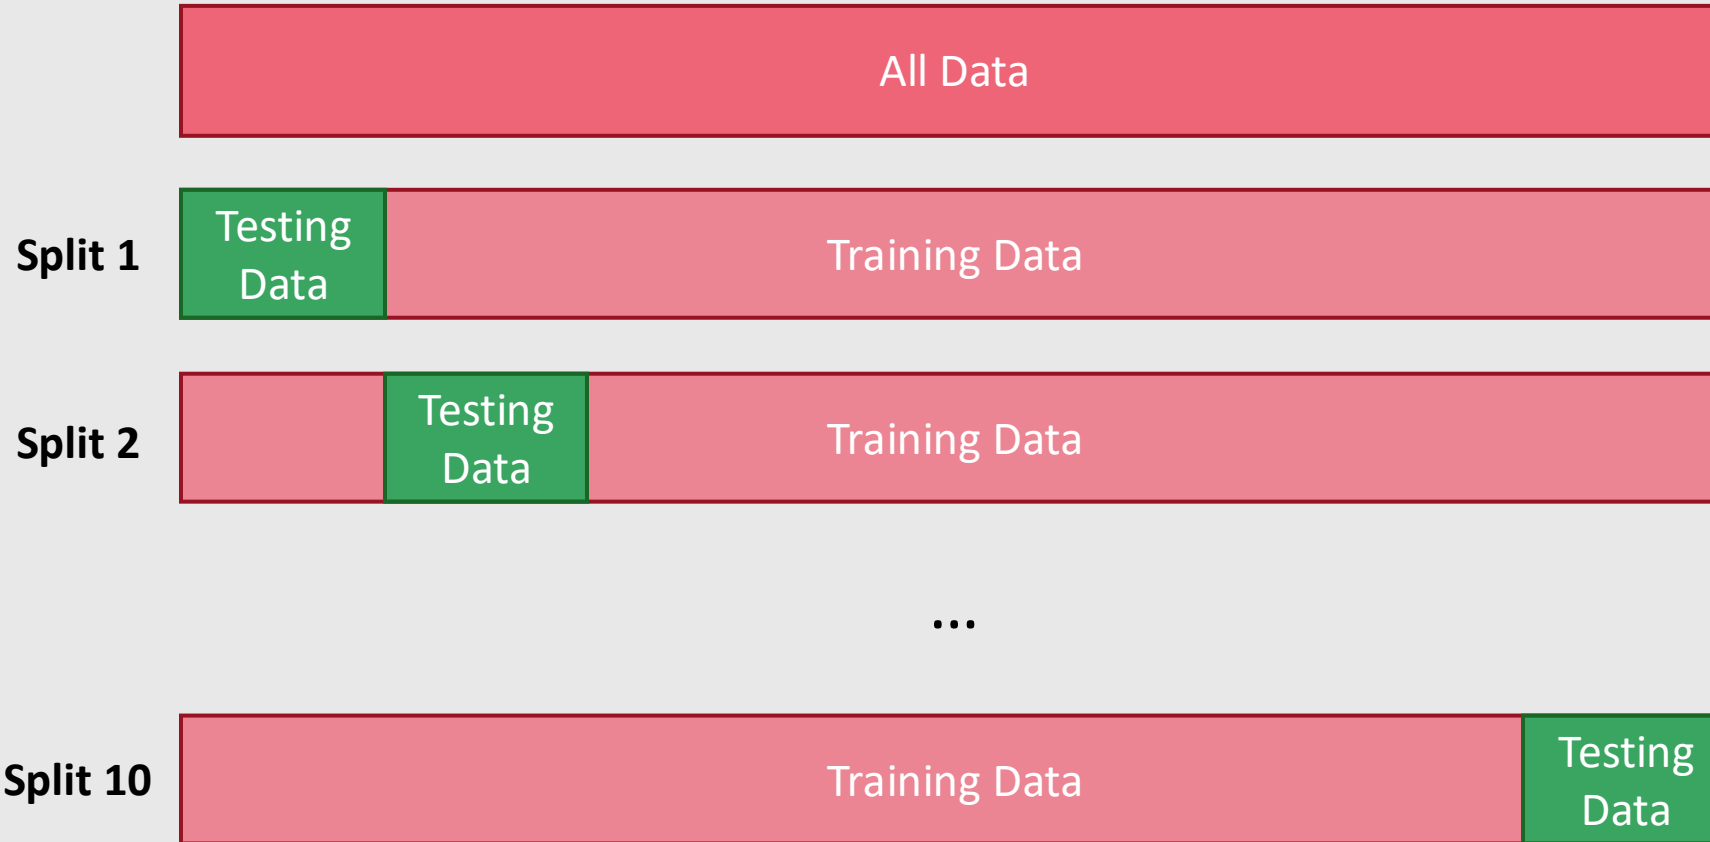 All Data
Split 1
Testing
Data
Training Data
Split 2
Testing
Data
Training Data
...
Split 10
Training Data
Testing
Data